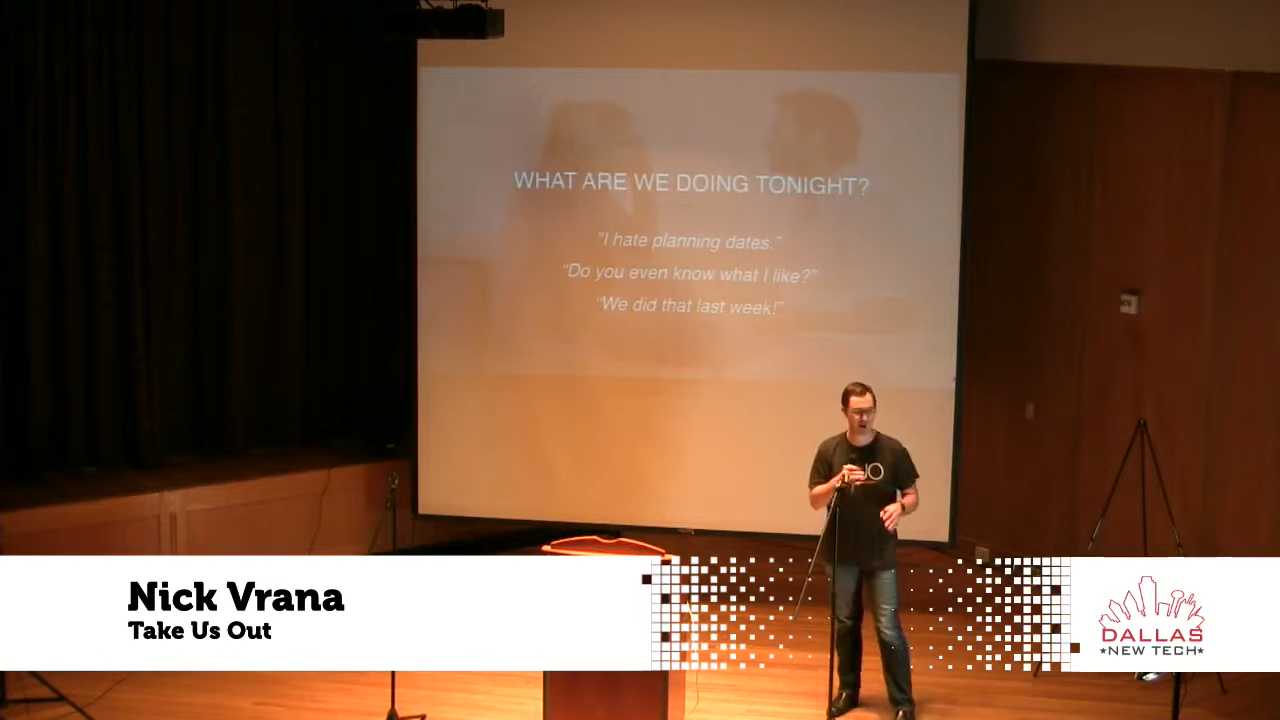 WHAT ARE WE DOING TONIGHT?
"I hate planning dates."
"Do you even know what I like?"
"We did that last week!"
Nick Vrana
Take Us Out
DALLAS
★NEW TECH★